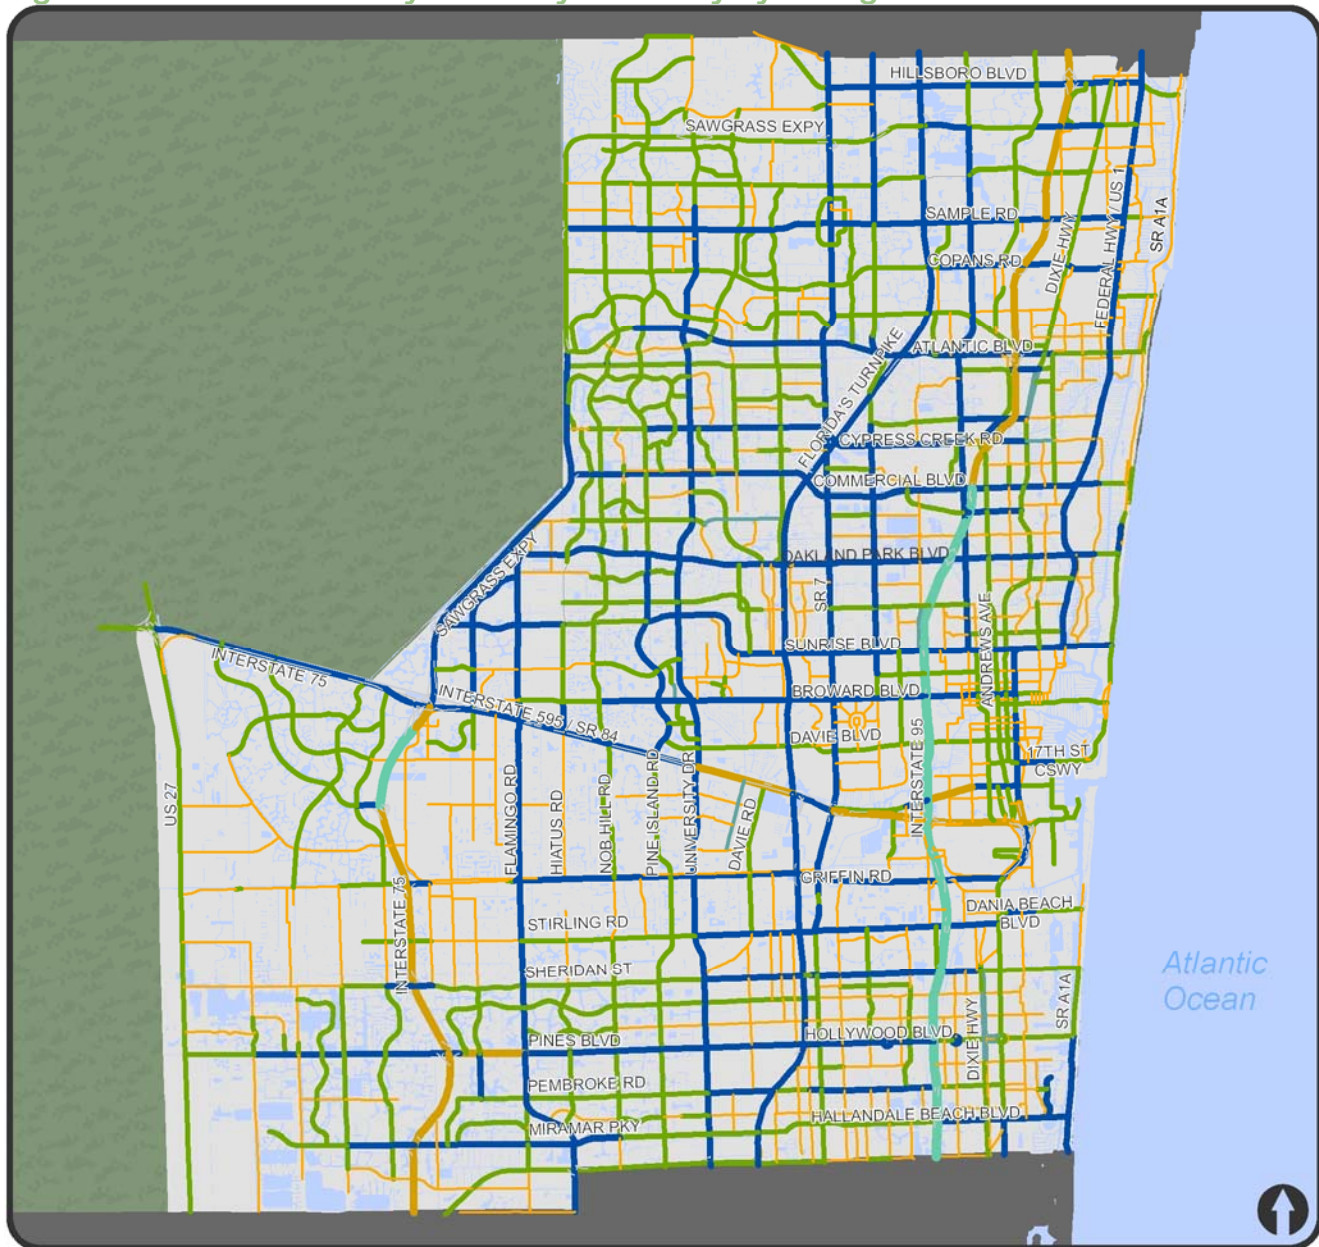 HILLSBORO BLVD
SAWGRASS EXPY
SAMPLE RD
SR A1A
COPANS RD
DIXIE HWY
FEDERAL HWY / US 1
ATLANTIC BLVD
FLORIDA'S TURNPIKE
CYPRESS CREEK RD
COMMERCIAL BLVD
OAKLAND PARK BLVD
SAWGRASS EXPY
SR 7
ANDREWS AVE
SUNRISE BLVD
INTERSTATE 75
BROWARD BLVD
INTERSTATE 595 / SR 84
DAVIE BLVD
17TH ST
CSWY
INTERSTATE 95
US 27
FLAMINGO RD
HIATUS RD
NOB HILL RD
PINE ISLAND RD
UNIVERSITY DR
DAVIE RD
GRIFFIN RD
INTERSTATE 75
DANIA BEACH
BLVD
STIRLING RD
SHERIDAN ST
Atlantic
Ocean
SR A1A
HOLLYWOOD BLVD
DIXIE HWY
PINES BLVD
PEMBROKE RD
HALLANDALE BEACH BLVD
MIRAMAR PKY